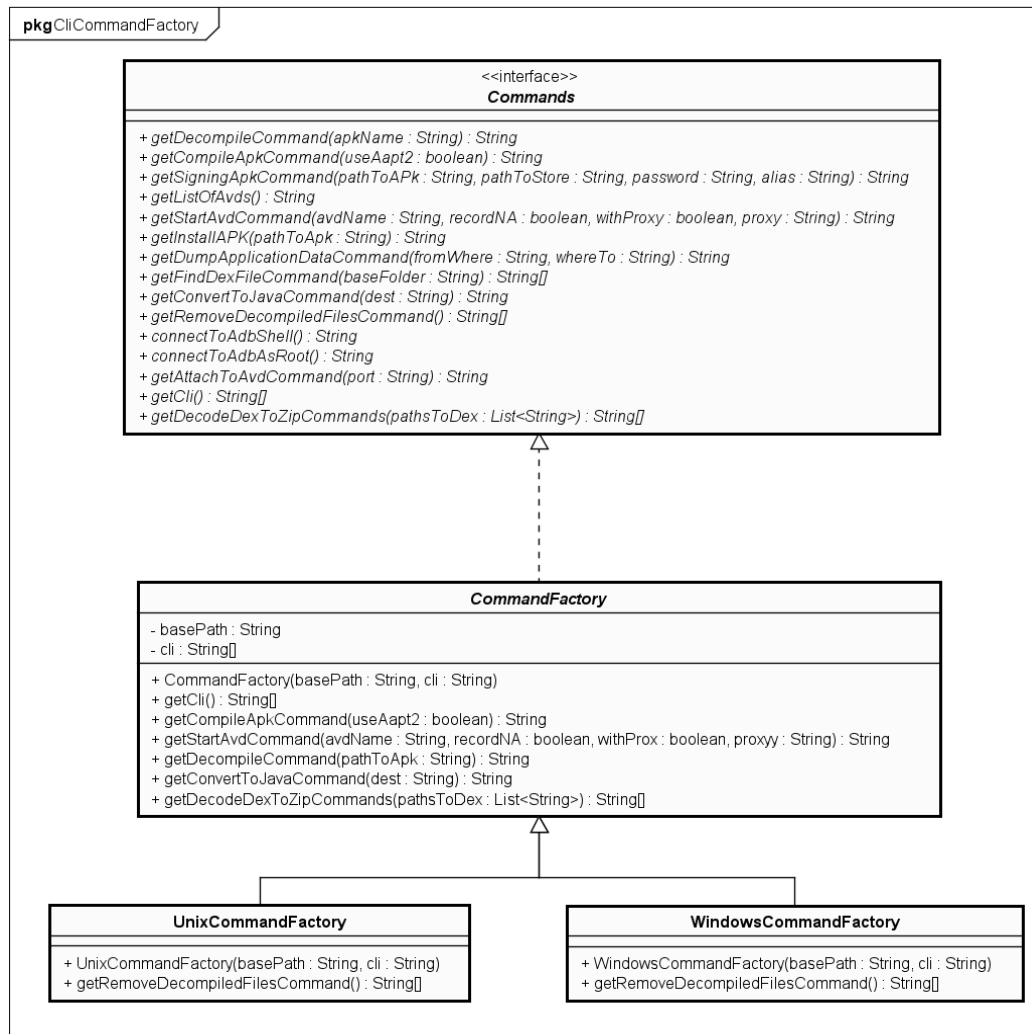 pkg CliCommandFactory
<<interface>>
Commands
+ getDecompileCommand(apkName : String) : String
+ getCompileApkCommand(useAapt2 : boolean) : String
+ getSigningApkCommand(pathToAPk : String, pathToStore : String, password : String, alias : String) : String
+ getListOfAvds() : String
+ getStartAvdCommand(avdName : String, recordNA : boolean, withProxy : boolean, proxy : String) : String
+ getInstallAPK(pathToApk : String) : String
+ getDumpApplicationDataCommand(fromWhere : String, whereTo : String) : String
+ getFindDexFileCommand(baseFolder : String) : String[]
+ getConvertToJavaCommand(dest : String) : String
+ getRemoveDecompiledFilesCommand() : String[]
+ connectToAdbShell() : String
+ connectToAdbAsRoot() : String
+ getAttachToAvdCommand(port : String) : String
+ getCli() : String[]
+ getDecodeDexToZipCommands(pathsToDex : List<String>) : String[]
CommandFactory
- basePath : String
- cli : String[]
+ CommandFactory(basePath : String, cli : String)
+ getCli() : String[]
+ getCompileApkCommand(useAapt2 : boolean) : String
+ getStartAvdCommand(avdName : String, recordNA : boolean, withProx : boolean, proxyy : String) : String
+ getDecompileCommand(pathToApk : String) : String
+ getConvertToJavaCommand(dest : String) : String
+ getDecodeDexToZipCommands(pathsToDex : List<String>) : String[]
UnixCommandFactory
+ UnixCommandFactory(basePath : String, cli : String)
+ getRemoveDecompiledFilesCommand() : String[]
WindowsCommandFactory
+ WindowsCommandFactory(basePath : String, cli : String)
+ getRemoveDecompiledFilesCommand() : String[]